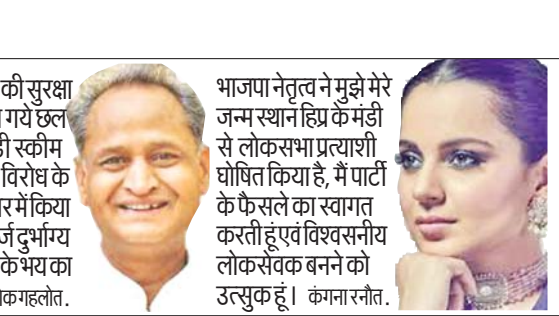 की सुरक्षा
गये छल
डी स्कीम
विरोध के
र में किया
र्ज दुर्भाग्य
के भय का
कगहलोत.
भाजपा नेतृत्व ने मुझे मेरे
जन्म स्थान हिप्र के मंडी
से लोकसभा प्रत्याशी
घोषित किया है, मैं पार्टी
के फैसले का स्वागत
करती हूं एवं विश्वसनीय
लोकसेवक बनने को
उत्सुक हूं। कंगना रनौत.